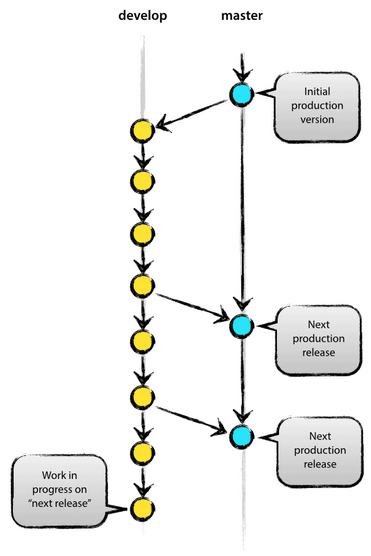 develop
master
Initial
production
version
Next
production
release
Next
production
release
Work in
progress on
“next release”